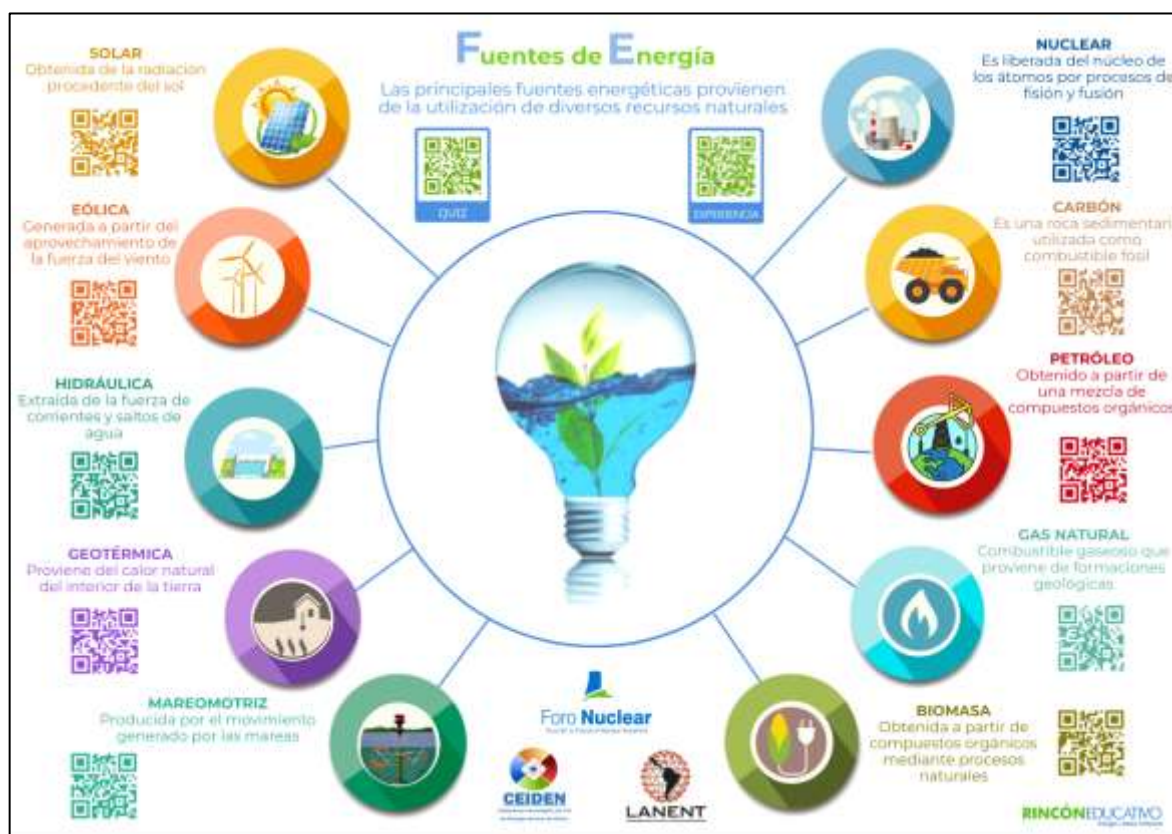 Fuentes de Energía
Las principales fuentes energéticas provienen
de la utilización de diversos recursos naturales
QUIZ
EXPERIENCIA
SOLAR
Obtenida de la radiación
procedente del sol
EÓLICA
Generada a partir del
aprovechamiento de
la fuerza del viento
HIDRÁULICA
Extraída de la fuerza de
corrientes y saltos de
agua
GEOTÉRMICA
Proviene del calor natural
del interior de la tierra
MAREOMOTRIZ
Producida por el movimiento
generado por las mareas
NUCLEAR
Es liberada del núcleo de
los átomos por procesos de
fisión y fusión
CARBÓN
Es una roca sedimentari
utilizada como
combustible fósil
PETRÓLEO
Obtenido a partir de
una mezcla de
compuestos orgánicos
GAS NATURAL
Combustible gaseoso que
proviene de formaciones
geológicas
BIOMASA
Obtenida a partir de
compuestos orgánicos
mediante procesos
naturales
Foro Nuclear
CEIDEN
LANENT
RINCÓN EDUCATIVO